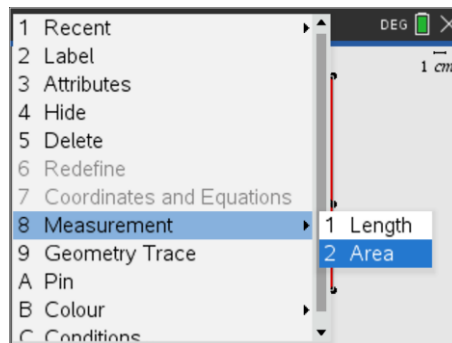 1 Recent
2 Label
3 Attributes
4 Hide
5 Delete
6 Redefine
7 Coordinates and Equations
8 Measurement
9 Geometry Trace
A Pin
B Colour
C Conditions
1 Length
2 Area
DEG
1 cm